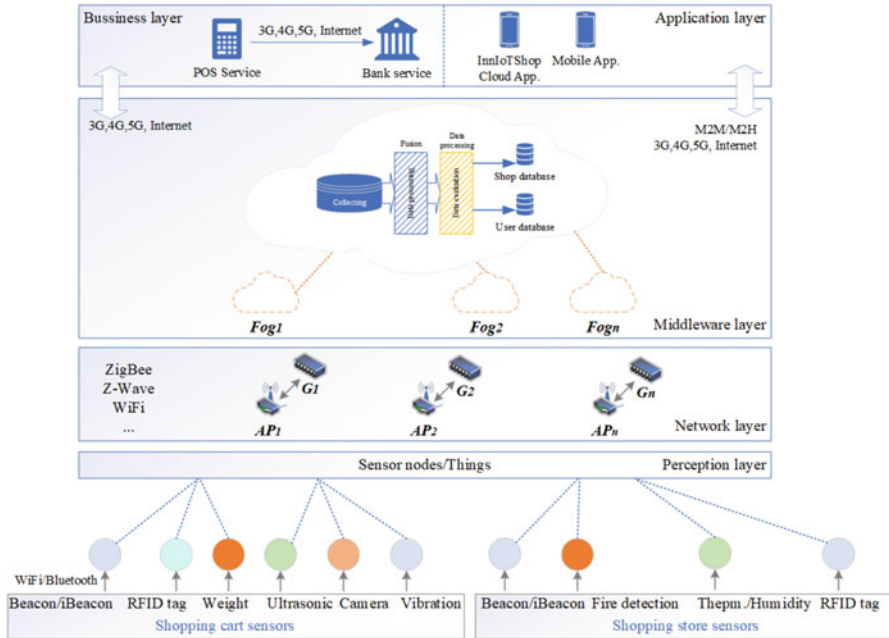 Bussiness layer
3G,4G,5G, Internet
POS Service
Bank service
InnIoTShop
Cloud App.
Mobile App.
Application layer
3G,4G,5G, Internet
M2M/M2H
3G,4G,5G, Internet
Fusion
Data
processing
Collecting
Data processing
Data evaluation
Shop database
User database
Fog1
Fog2
Fogn
Middleware layer
ZigBee
Z-Wave
WiFi
...
G1
G2
Gn
AP1
AP2
APn
Network layer
Sensor nodes/Things
Perception layer
WiFi/Bluetooth
Beacon/iBeacon
RFID tag
Weight
Ultrasonic
Camera
Vibration
Shopping cart sensors
Beacon/iBeacon
Fire detection
Thepm./Humidity
RFID tag
Shopping store sensors